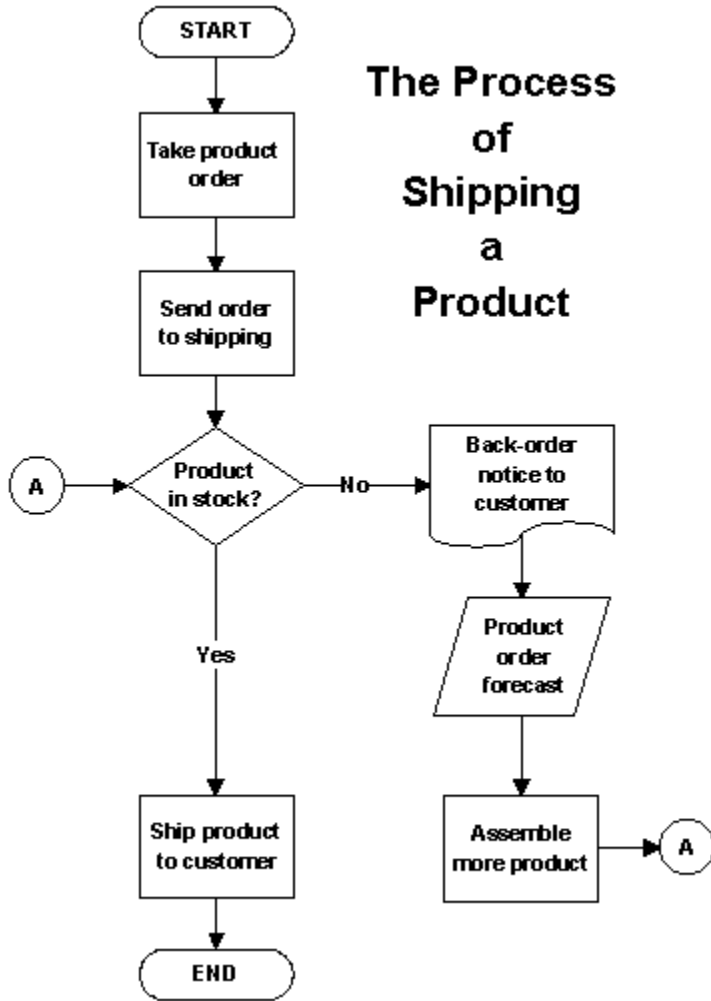 START
The Process
of
Shipping
a
Product
Take product
order
Send order
to shipping
A
Product
in stock?
No
Back-order
notice to
customer
Yes
Product
order
forecast
Ship product
to customer
Assemble
more product
A
END